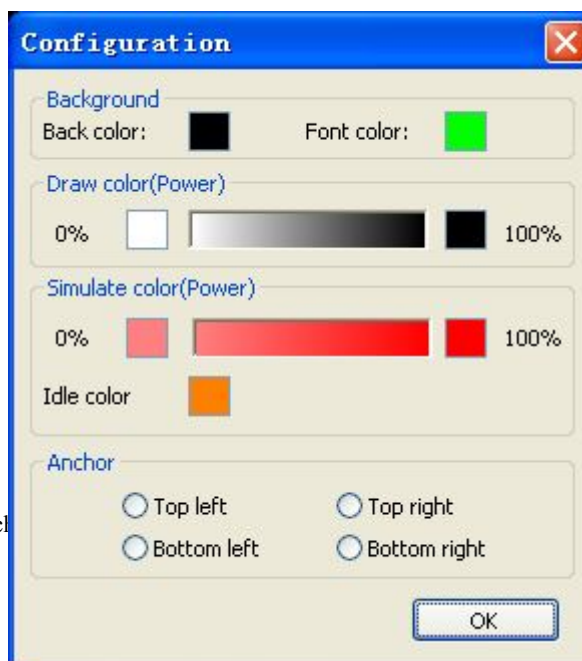 Configuration
Background
Back color: Font color:
Draw color(Power)
0% 100%
Simulate color(Power)
0% 100%
Idle color
Anchor
Top left Top right
Bottom left Bottom right
OK